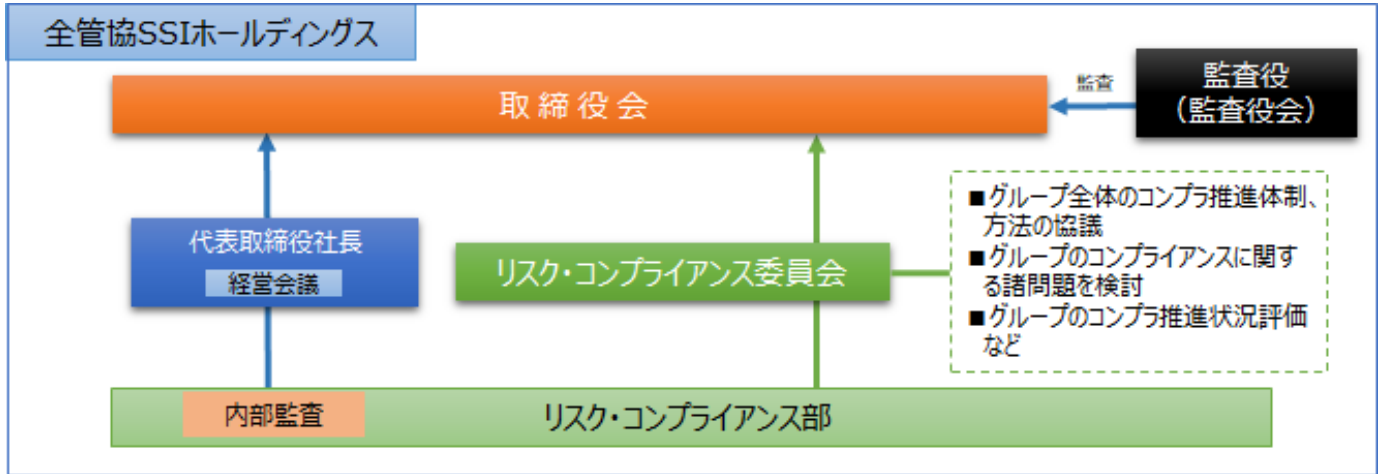 全管協SSIホールディングス
取締役会
監査
監査役
（監査役会）
代表取締役社長
経営会議
リスク・コンプライアンス委員会
■グループ全体のコンプラ推進体制、
方法の協議
■グループのコンプライアンスに関す
る諸問題を検討
■グループのコンプラ推進状況評価
など
内部監査
リスク・コンプライアンス部